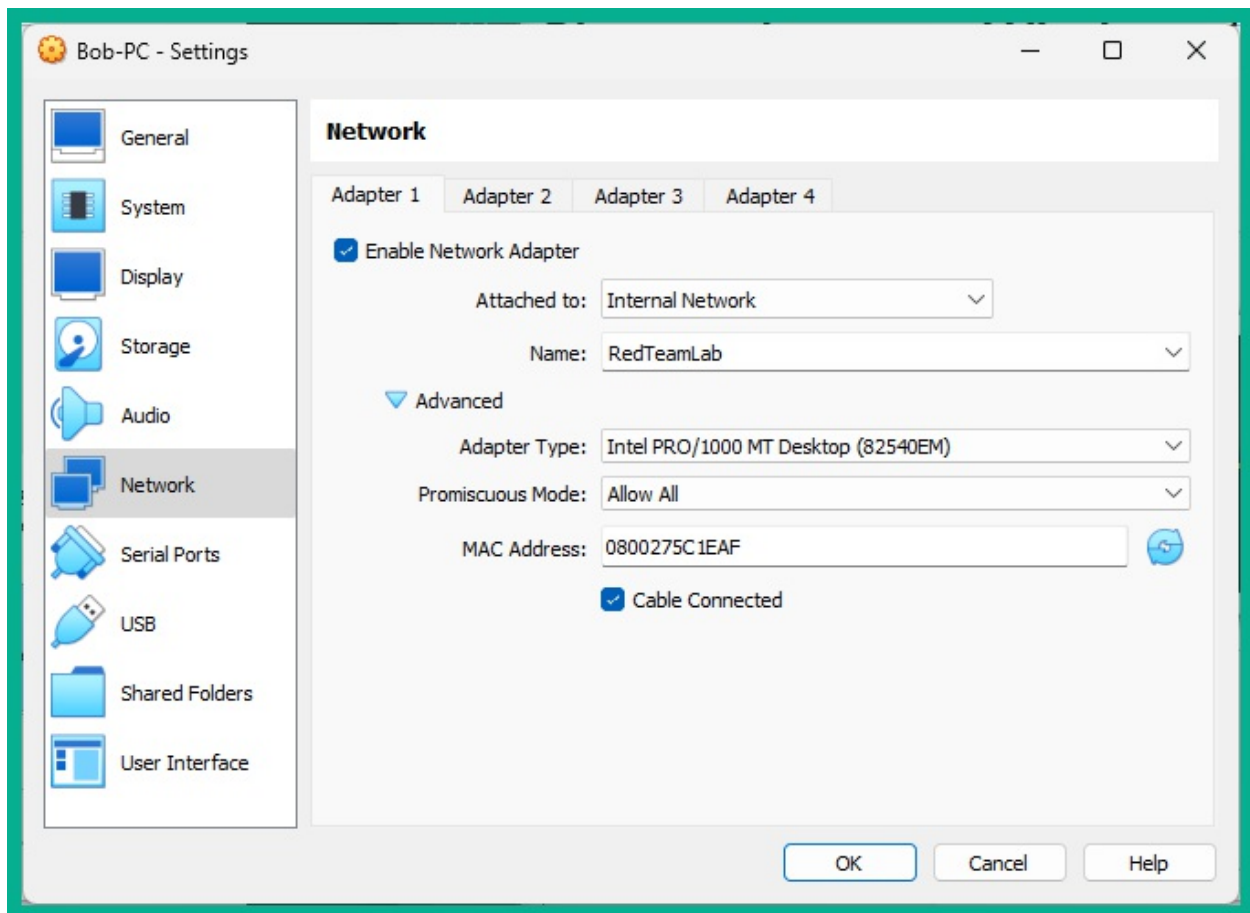 Bob-PC - Settings
General
System
Display
Storage
Audio
Network
Serial Ports
USB
Shared Folders
User Interface
Network
Adapter 1 Adapter 2 Adapter 3 Adapter 4
Enable Network Adapter
Attached to: Internal Network
Name: RedTeamLab
Advanced
Adapter Type: Intel PRO/1000 MT Desktop (82540EM)
Promiscuous Mode: Allow All
MAC Address: 0800275C1EAF
Cable Connected
OK Cancel Help